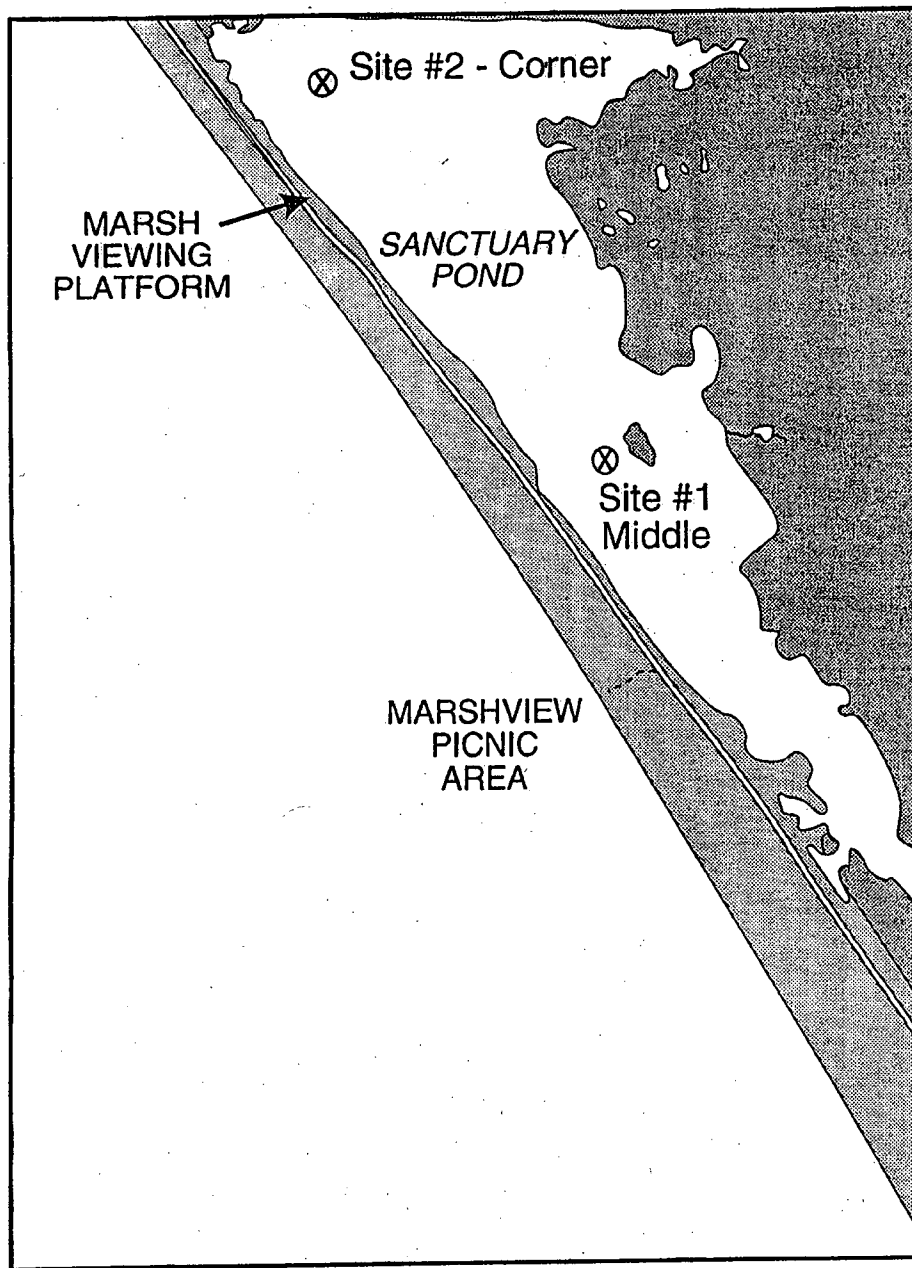 Site #2 - Corner
MARSH
VIEWING
PLATFORM
SANCTUARY
POND
Site #1
Middle
MARSHVIEW
PICNIC
AREA